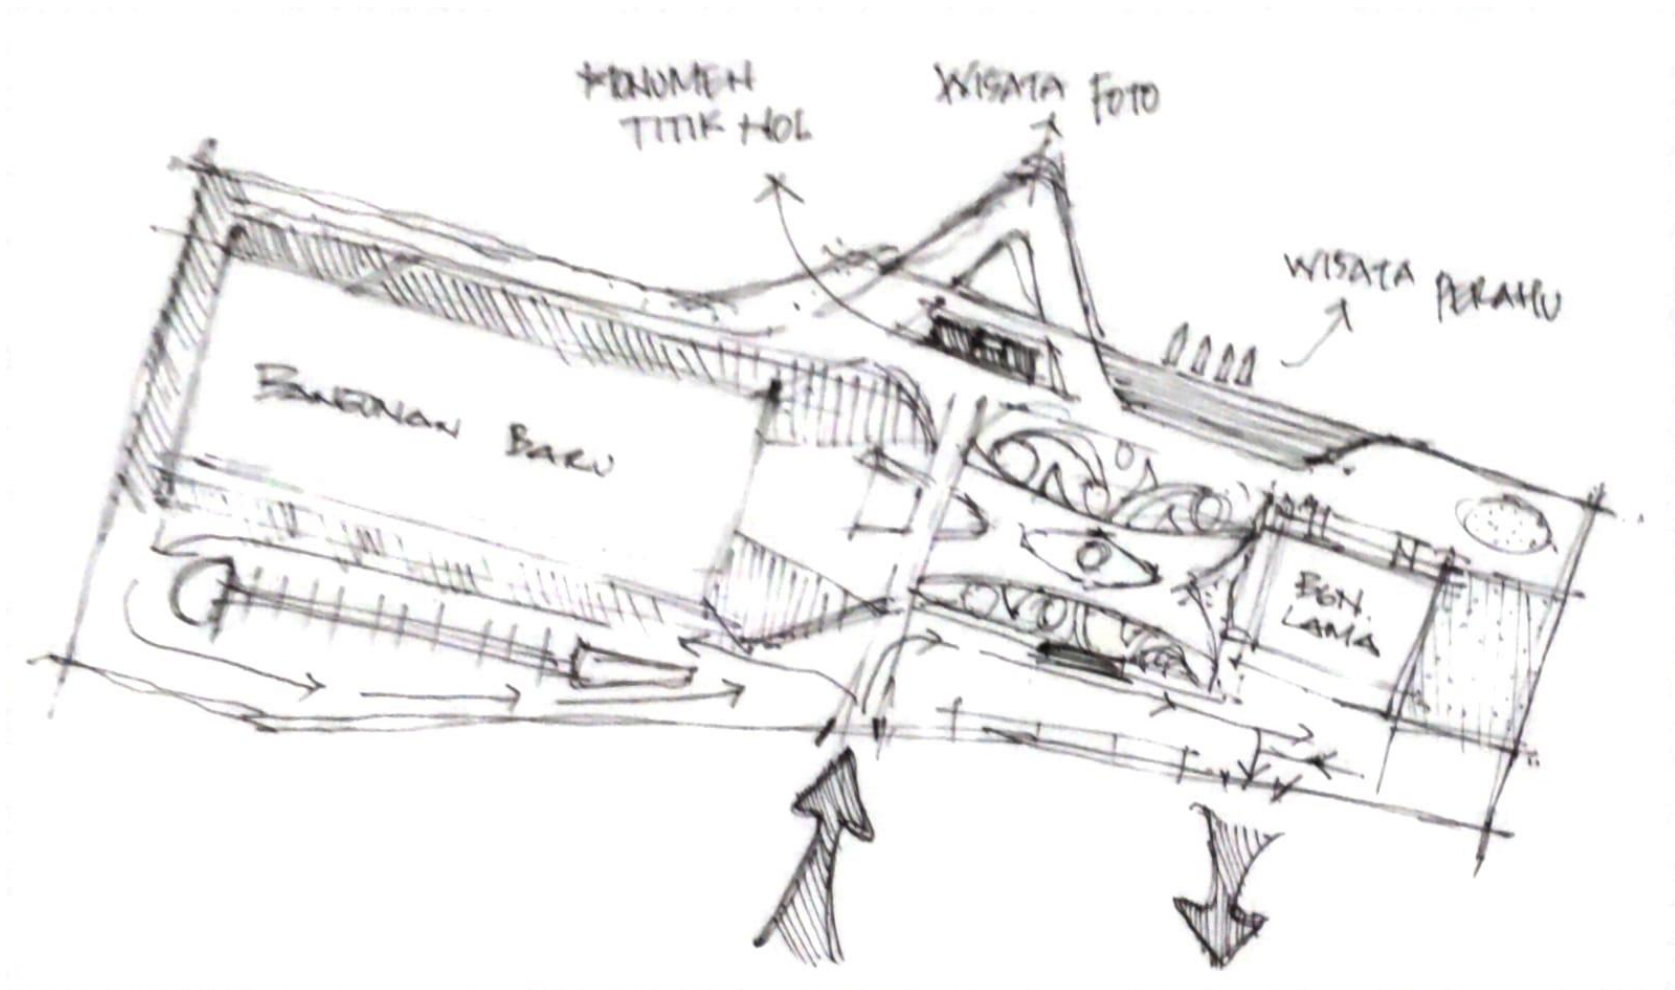 MONUMEN
TITIK NOL
WISATA FOTO
WISATA PERAHU
BANGUNAN BARU
BGN.
LAMA